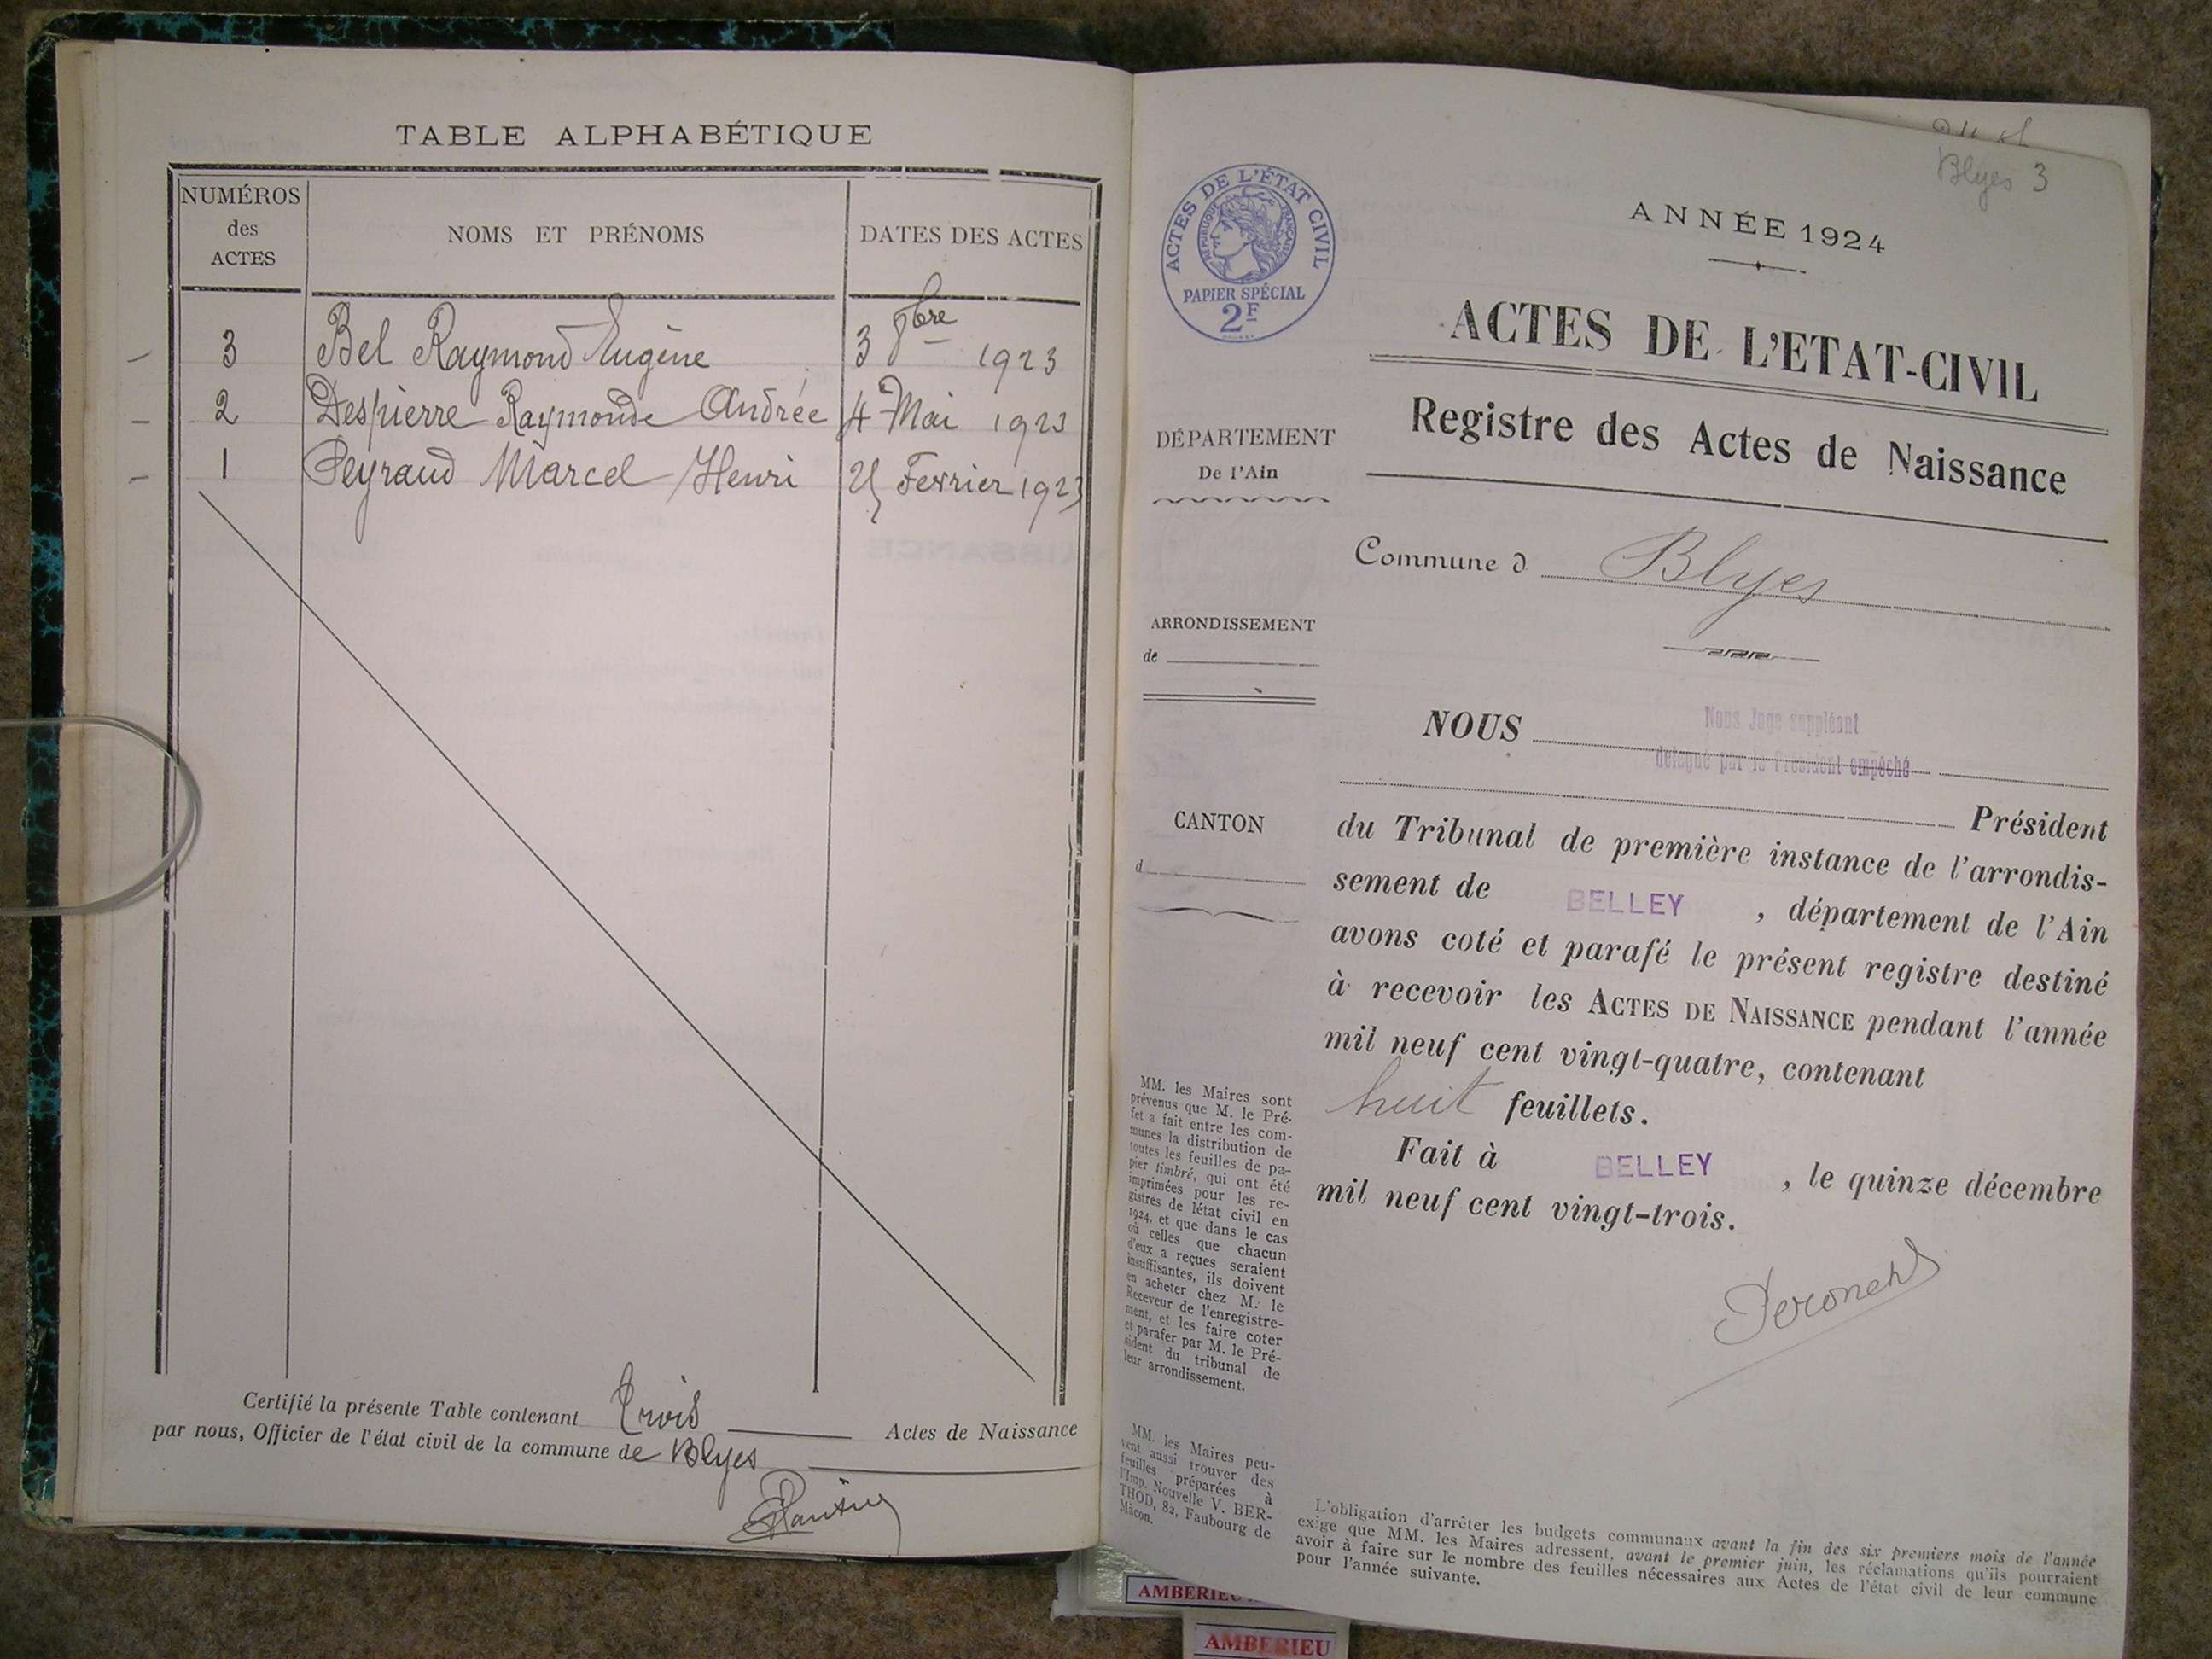 TABLE ALPHABÉTIQUE
NUMÉROS
des
ACTES
NOMS ET PRÉNOMS
DATES DES ACTES
3 Bel Raymond Eugène 3 9bre 1923
2 Despierre Raymonde Andrée 4 Mai 1923
1 Peyraud Marcel Henri 25 Fevrier 1923
Certifié la présente Table contenant trois Actes de Naissance
par nous, Officier de l'état civil de la commune de Blyes
Blyes 3
ACTES DE L'ÉTAT CIVIL
RÉPUBLIQUE FRANÇAISE
PAPIER SPÉCIAL
2F
ANNÉE 1924
ACTES DE L'ETAT-CIVIL
Registre des Actes de Naissance
DÉPARTEMENT
De l'Ain
Commune d Blyes
ARRONDISSEMENT
de
CANTON
d
NOUS Nous Juge suppléant
délégué par le Président empêché
Président
du Tribunal de première instance de l'arrondis-
sement de BELLEY, département de l'Ain
avons coté et parafé le présent registre destiné
à recevoir les ACTES DE NAISSANCE pendant l'année
mil neuf cent vingt-quatre, contenant
huit feuillets.
Fait à BELLEY, le quinze décembre
mil neuf cent vingt-trois.
MM. les Maires sont
prévenus que M. le Pré-
fet a fait entre les com-
munes la distribution de
toutes les feuilles de pa-
pier timbré, qui ont été
imprimées pour les re-
gistres de létat civil en
1924, et que dans le cas
où celles que chacun
d'eux a reçues seraient
insuffisantes, ils doivent
en acheter chez M. le
Receveur de l'enregistre-
ment, et les faire coter
et parafer par M. le Pré-
sident du tribunal de
leur arrondissement.
MM. les Maires peu-
vent aussi trouver des
feuilles préparées à
l'Imp. Nouvelle V. BER-
THOD, 82, Faubourg de
Mâcon.
L'obligation d'arrêter les budgets communaux avant la fin des six premiers mois de l'année
exige que MM. les Maires adressent, avant le premier juin, les réclamations qu'ils pourraient
avoir à faire sur le nombre des feuilles nécessaires aux Actes de l'état civil de leur commune
pour l'année suivante.
AMBERIEU
AMBERIEU